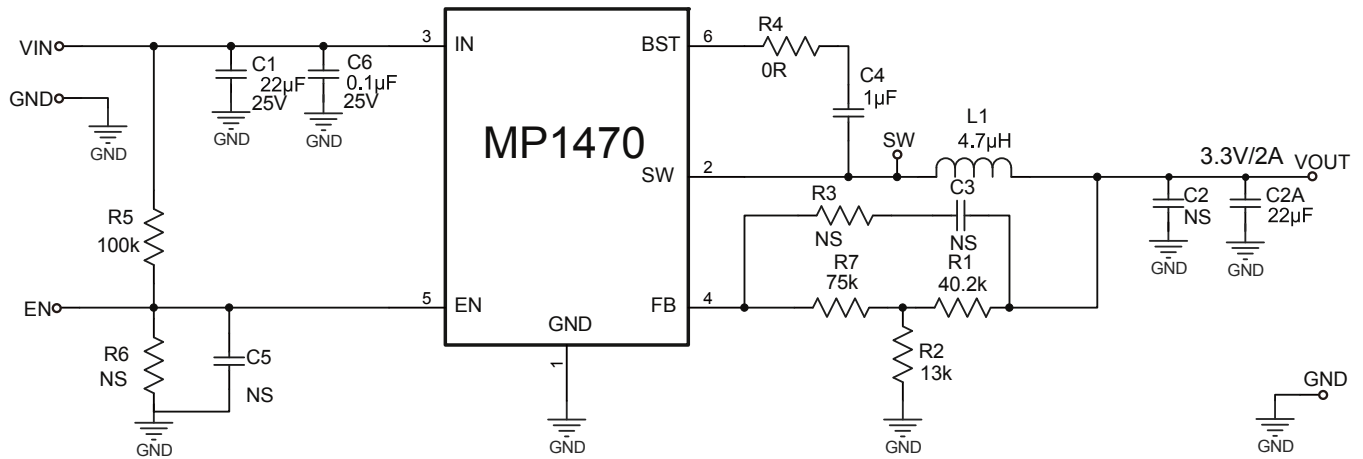 VIN
3
IN
C1
22µF
25V
GND
C6
0.1µF
25V
GND
GND
GND
R5
100k
EN
5
EN
R6
NS
C5
NS
GND
MP1470
GND
1
GND
BST
6
R4
0R
C4
1µF
SW
2
SW
L1
4.7µH
3.3V/2A
VOUT
C2
NS
GND
C2A
22µF
GND
R3
NS
C3
NS
FB
4
R7
75k
R1
40.2k
R2
13k
GND
GND
GND